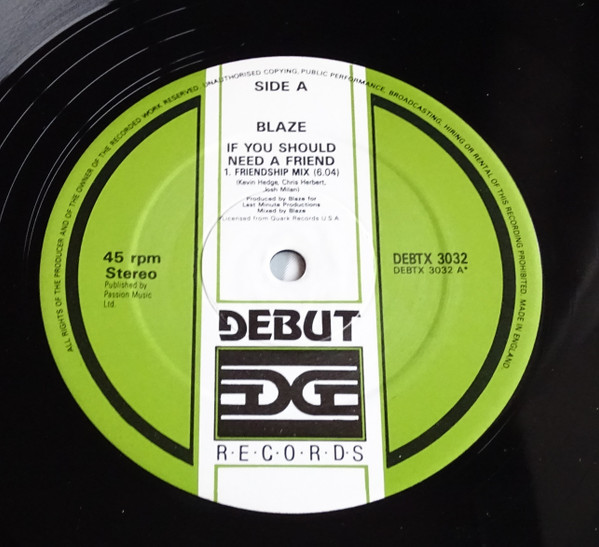 ALL RIGHTS OF THE PRODUCER AND OF THE OWNER OF THE RECORDED WORK RESERVED. UNAUTHORISED COPYING, PUBLIC PERFORMANCE, BROADCASTING, HIRING OR RENTAL OF THIS RECORDING PROHIBITED. MADE IN ENGLAND.
SIDE A
BLAZE
IF YOU SHOULD
NEED A FRIEND
1. FRIENDSHIP MIX (6.04)
(Kevin Hedge, Chris Herbert,
Josh Milan)
Produced by Blaze for
Last Minute Productions
Mixed by Blaze
Licensed from Quark Records U.S.A.
45 rpm
Stereo
Published by
Passion Music
Ltd.
DEBTX 3032
DEBTX 3032 A*
DEBUT
EDGE
R·E·C·O·R·D·S